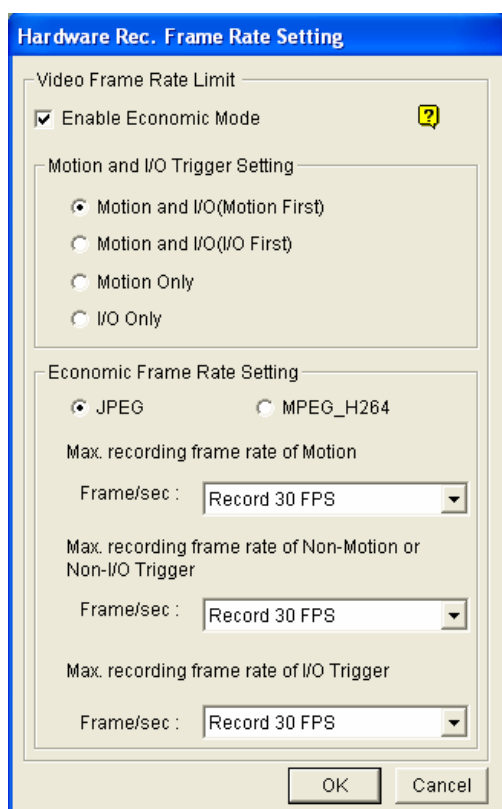 Hardware Rec. Frame Rate Setting
Video Frame Rate Limit
Enable Economic Mode
?
Motion and I/O Trigger Setting
Motion and I/O(Motion First)
Motion and I/O(I/O First)
Motion Only
I/O Only
Economic Frame Rate Setting
JPEG MPEG_H264
Max. recording frame rate of Motion
Frame/sec : Record 30 FPS
Max. recording frame rate of Non-Motion or
Non-I/O Trigger
Frame/sec : Record 30 FPS
Max. recording frame rate of I/O Trigger
Frame/sec : Record 30 FPS
OK Cancel